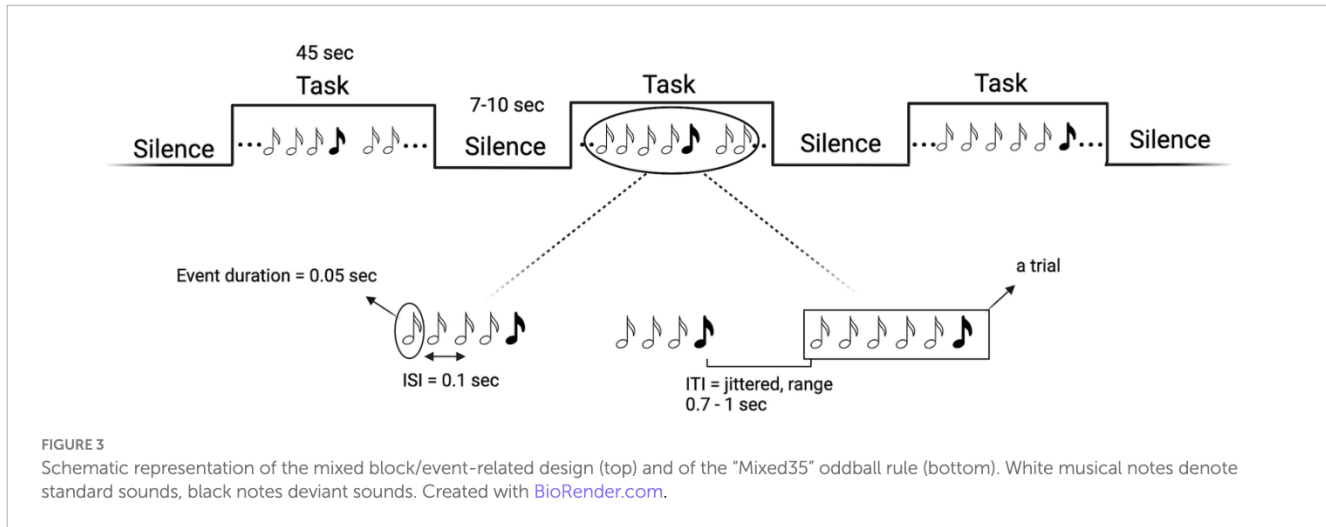 45 sec
Task
7-10 sec
Task
Task
Silence
Silence
Silence
Silence
Event duration = 0.05 sec
a trial
ISI = 0.1 sec
ITI = jittered, range
0.7 - 1 sec
FIGURE 3
Schematic representation of the mixed block/event-related design (top) and of the "Mixed35" oddball rule (bottom). White musical notes denote
standard sounds, black notes deviant sounds. Created with BioRender.com.